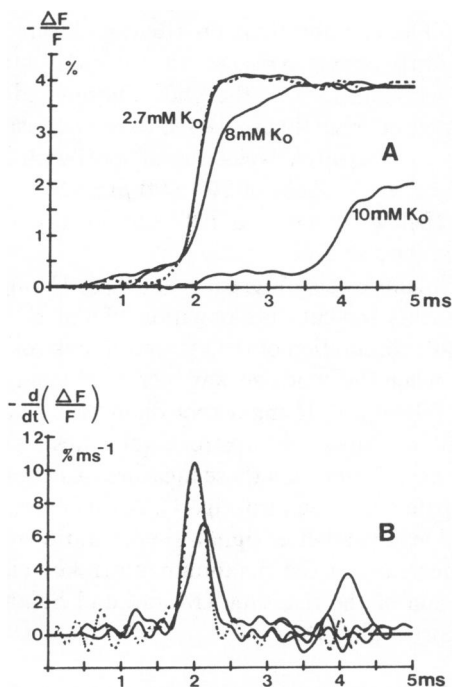 - ΔF/F
%
4
3
2
1
0
2.7mM Ko
8mM Ko
A
10mM Ko
1 2 3 4 5 ms
- d/dt (ΔF/F)
12
% ms⁻¹
10
8
6
4
2
0
B
1 2 3 4 5ms